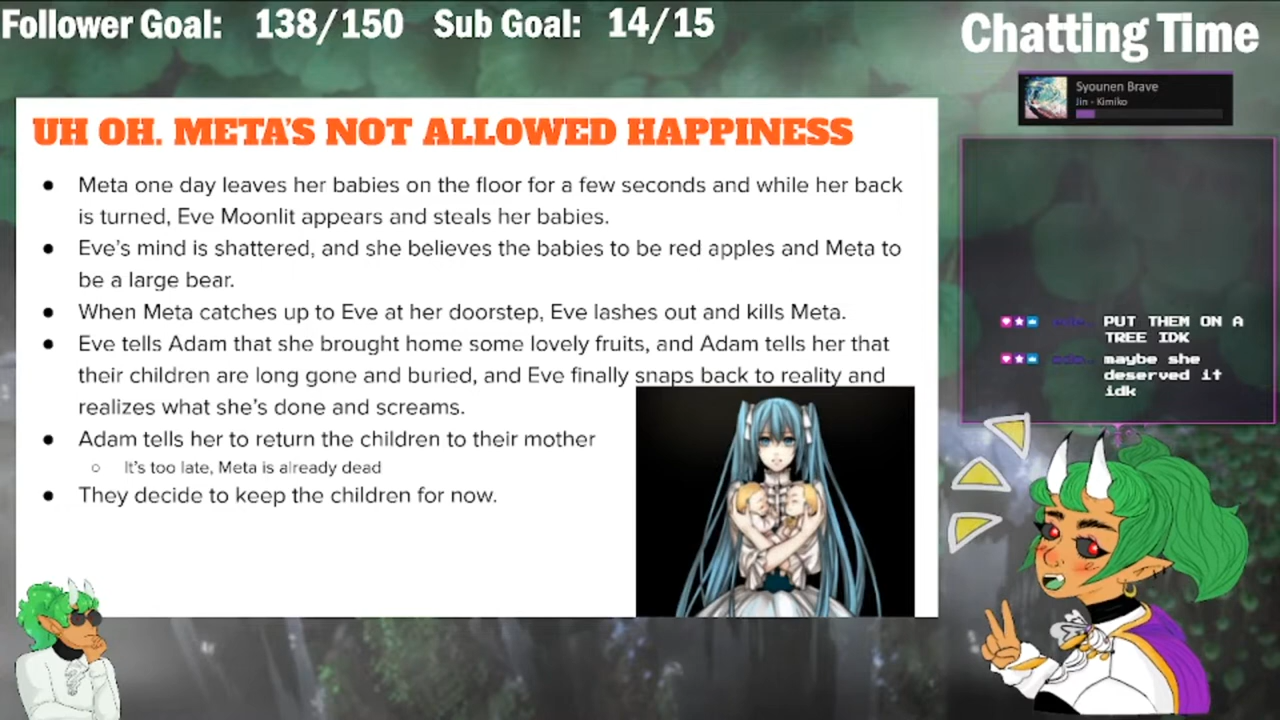 Follower Goal: 138/150 Sub Goal: 14/15
Chatting Time
Syounen Brave
Jin - Kimiko
UH OH. META'S NOT ALLOWED HAPPINESS
● Meta one day leaves her babies on the floor for a few seconds and while her back
is turned, Eve Moonlit appears and steals her babies.
● Eve's mind is shattered, and she believes the babies to be red apples and Meta to
be a large bear.
● When Meta catches up to Eve at her doorstep, Eve lashes out and kills Meta.
● Eve tells Adam that she brought home some lovely fruits, and Adam tells her that
their children are long gone and buried, and Eve finally snaps back to reality and
realizes what she's done and screams.
● Adam tells her to return the children to their mother
○ It's too late, Meta is already dead
● They decide to keep the children for now.
PUT THEM ON A
TREE IDK
maybe she
deserved it
idk